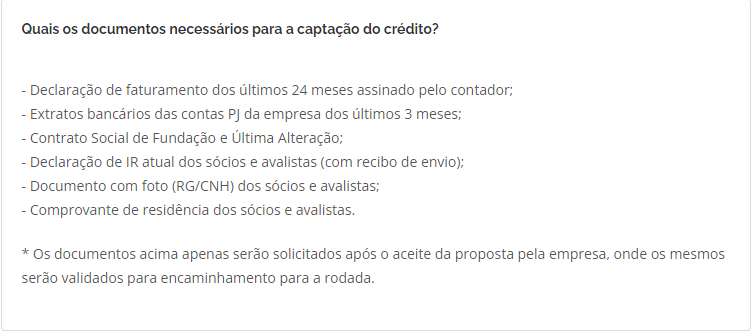 Quais os documentos necessários para a captação do crédito?
- Declaração de faturamento dos últimos 24 meses assinado pelo contador;
- Extratos bancários das contas PJ da empresa dos últimos 3 meses;
- Contrato Social de Fundação e Última Alteração;
- Declaração de IR atual dos sócios e avalistas (com recibo de envio);
- Documento com foto (RG/CNH) dos sócios e avalistas;
- Comprovante de residência dos sócios e avalistas.
* Os documentos acima apenas serão solicitados após o aceite da proposta pela empresa, onde os mesmos
serão validados para encaminhamento para a rodada.